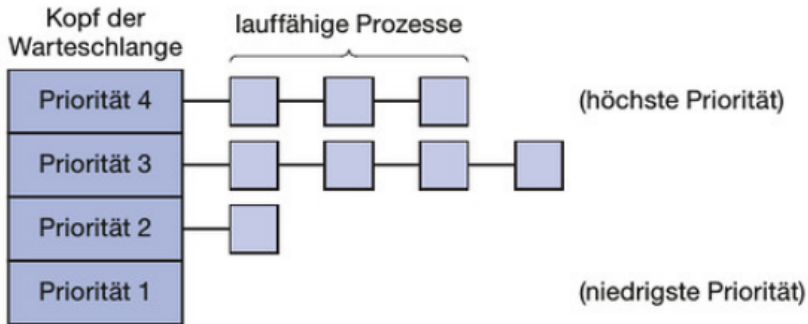 Kopf der
Warteschlange
lauffähige Prozesse
Priorität 4
(höchste Priorität)
Priorität 3
Priorität 2
Priorität 1
(niedrigste Priorität)